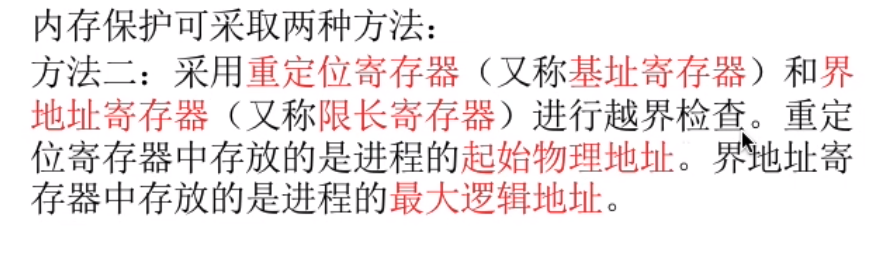 内存保护可采取两种方法：
方法二：采用重定位寄存器（又称基址寄存器）和界
地址寄存器（又称限长寄存器）进行越界检查。重定
位寄存器中存放的是进程的起始物理地址。界地址寄
存器中存放的是进程的最大逻辑地址。